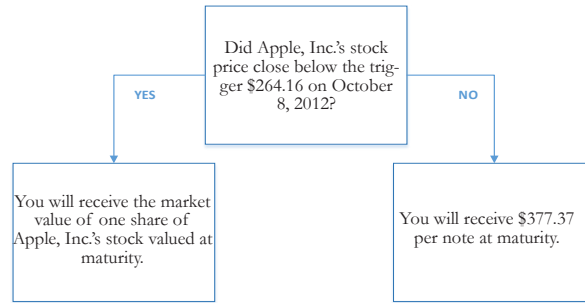 Did Apple, Inc.'s stock
price close below the trig-
ger $264.16 on October
8, 2012?
YES
NO
You will receive the market
value of one share of
Apple, Inc.'s stock valued at
maturity.
You will receive $377.37
per note at maturity.